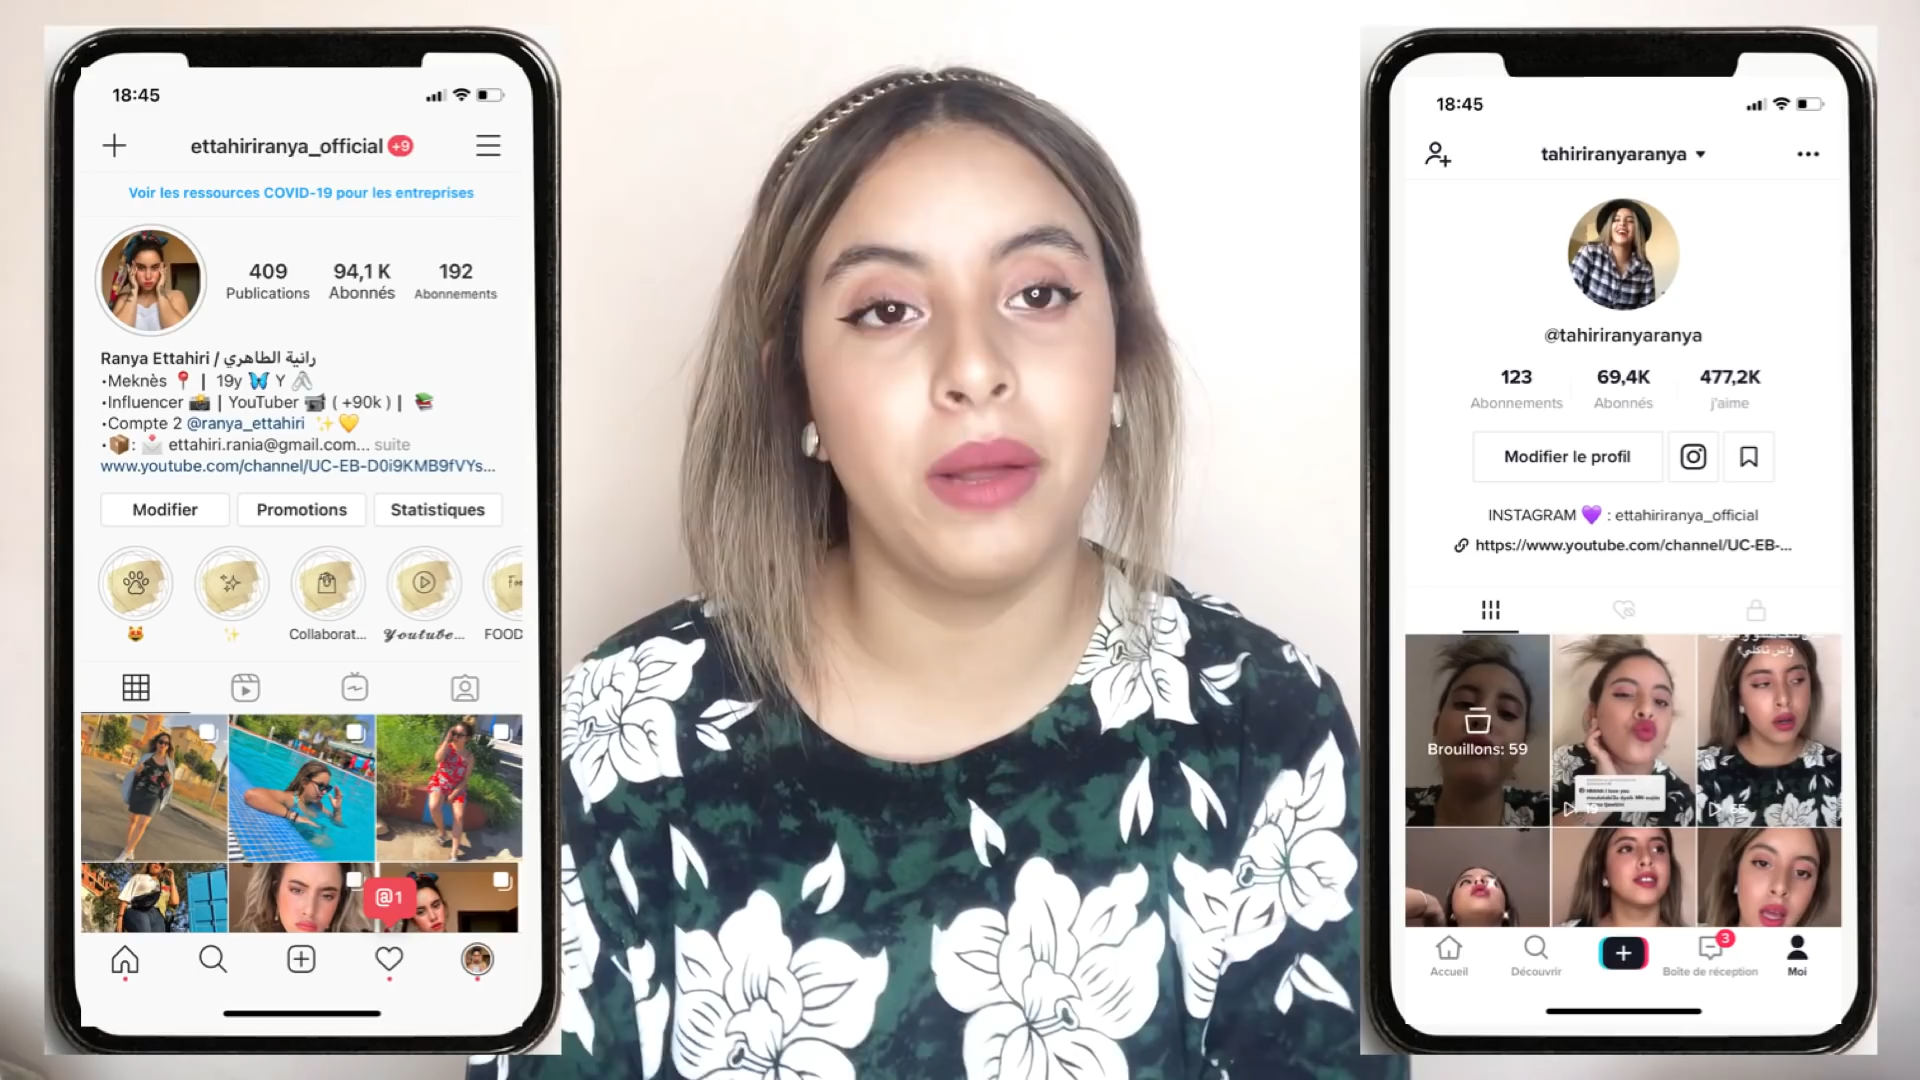 18:45
ettahiriranya_official +9
Voir les ressources COVID-19 pour les entreprises
409 94,1 K 192
Publications Abonnés Abonnements
Ranya Ettahiri / رانية الطاهري
•Meknès 📍 | 19y 🦋 Y
•Influencer 📸 | YouTuber 📹 ( +90k ) | 📚
•Compte 2 @ranya_ettahiri ✨💛
•📦: 📩 ettahiri.rania@gmail.com... suite
www.youtube.com/channel/UC-EB-D0i9KMB9fVYs...
Modifier Promotions Statistiques
Collaborat... Youtube... FOOD
@1
18:45
tahiriranyaranya
@tahiriranyaranya
123 69,4K 477,2K
Abonnements Abonnés j'aime
Modifier le profil
INSTAGRAM 💜 : ettahiriranya_official
https://www.youtube.com/channel/UC-EB-...
واش تاكلي؟
Brouillons: 59
3
Accueil Découvrir Boîte de réception Moi